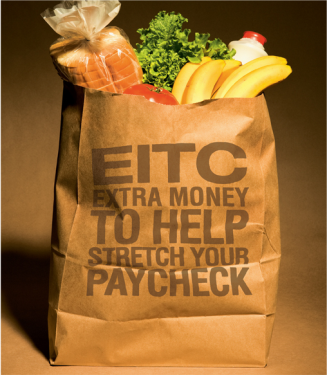 EITC
EXTRA MONEY
TO HELP
STRETCH YOUR
PAYCHECK